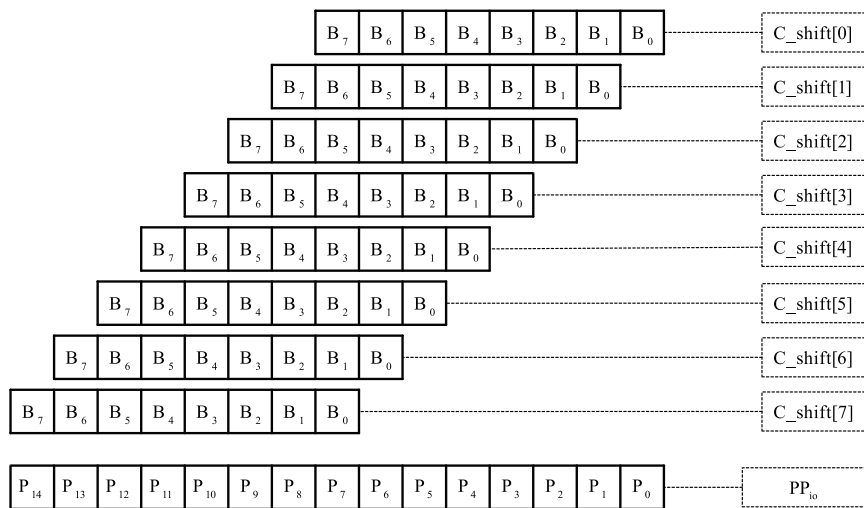 B7 B6 B5 B4 B3 B2 B1 B0 C_shift[0]
B7 B6 B5 B4 B3 B2 B1 B0 C_shift[1]
B7 B6 B5 B4 B3 B2 B1 B0 C_shift[2]
B7 B6 B5 B4 B3 B2 B1 B0 C_shift[3]
B7 B6 B5 B4 B3 B2 B1 B0 C_shift[4]
B7 B6 B5 B4 B3 B2 B1 B0 C_shift[5]
B7 B6 B5 B4 B3 B2 B1 B0 C_shift[6]
B7 B6 B5 B4 B3 B2 B1 B0 C_shift[7]
P14 P13 P12 P11 P10 P9 P8 P7 P6 P5 P4 P3 P2 P1 P0 PPio